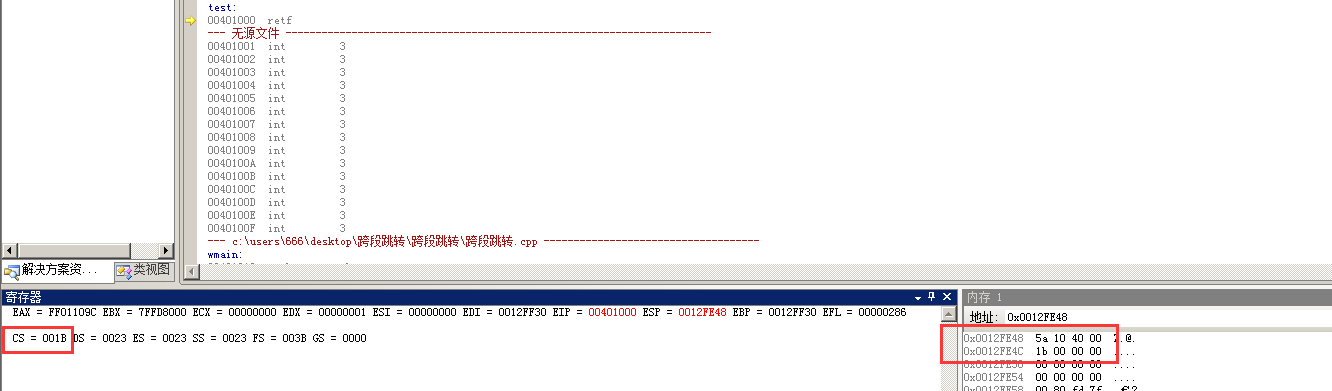 test:
00401000 retf
--- 无源文件 -----------------------------------------------------------------------
00401001 int 3
00401002 int 3
00401003 int 3
00401004 int 3
00401005 int 3
00401006 int 3
00401007 int 3
00401008 int 3
00401009 int 3
0040100A int 3
0040100B int 3
0040100C int 3
0040100D int 3
0040100E int 3
0040100F int 3
--- c:\users\666\desktop\跨段跳转\跨段跳转\跨段跳转.cpp ------------------------------------
wmain:
解决方案资... 类视图
寄存器
EAX = FF01109C EBX = 7FFD8000 ECX = 00000000 EDX = 00000001 ESI = 00000000 EDI = 0012FF30 EIP = 00401000 ESP = 0012FE48 EBP = 0012FF30 EFL = 00000286
CS = 001B DS = 0023 ES = 0023 SS = 0023 FS = 003B GS = 0000
内存 1
地址: 0x0012FE48
0x0012FE48 5a 10 40 00 Z.@.
0x0012FE4C 1b 00 00 00 ....
0x0012FE50 00 00 00 00 ....
0x0012FE54 00 00 00 00 ....
0x0012FE58 00 80 fd 7f